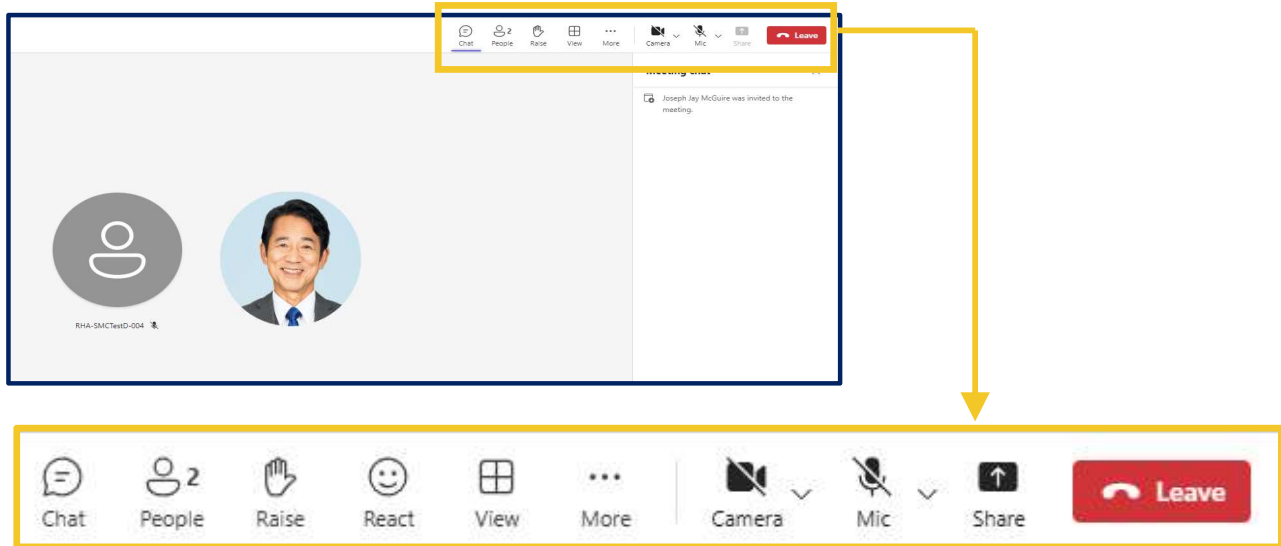 Chat People 2 Raise View More Camera Mic Share Leave
Meeting chat
Joseph Jay McGuire was invited to the
meeting.
RHA-SMCTestD-004
Chat People 2 Raise React View More Camera Mic Share Leave